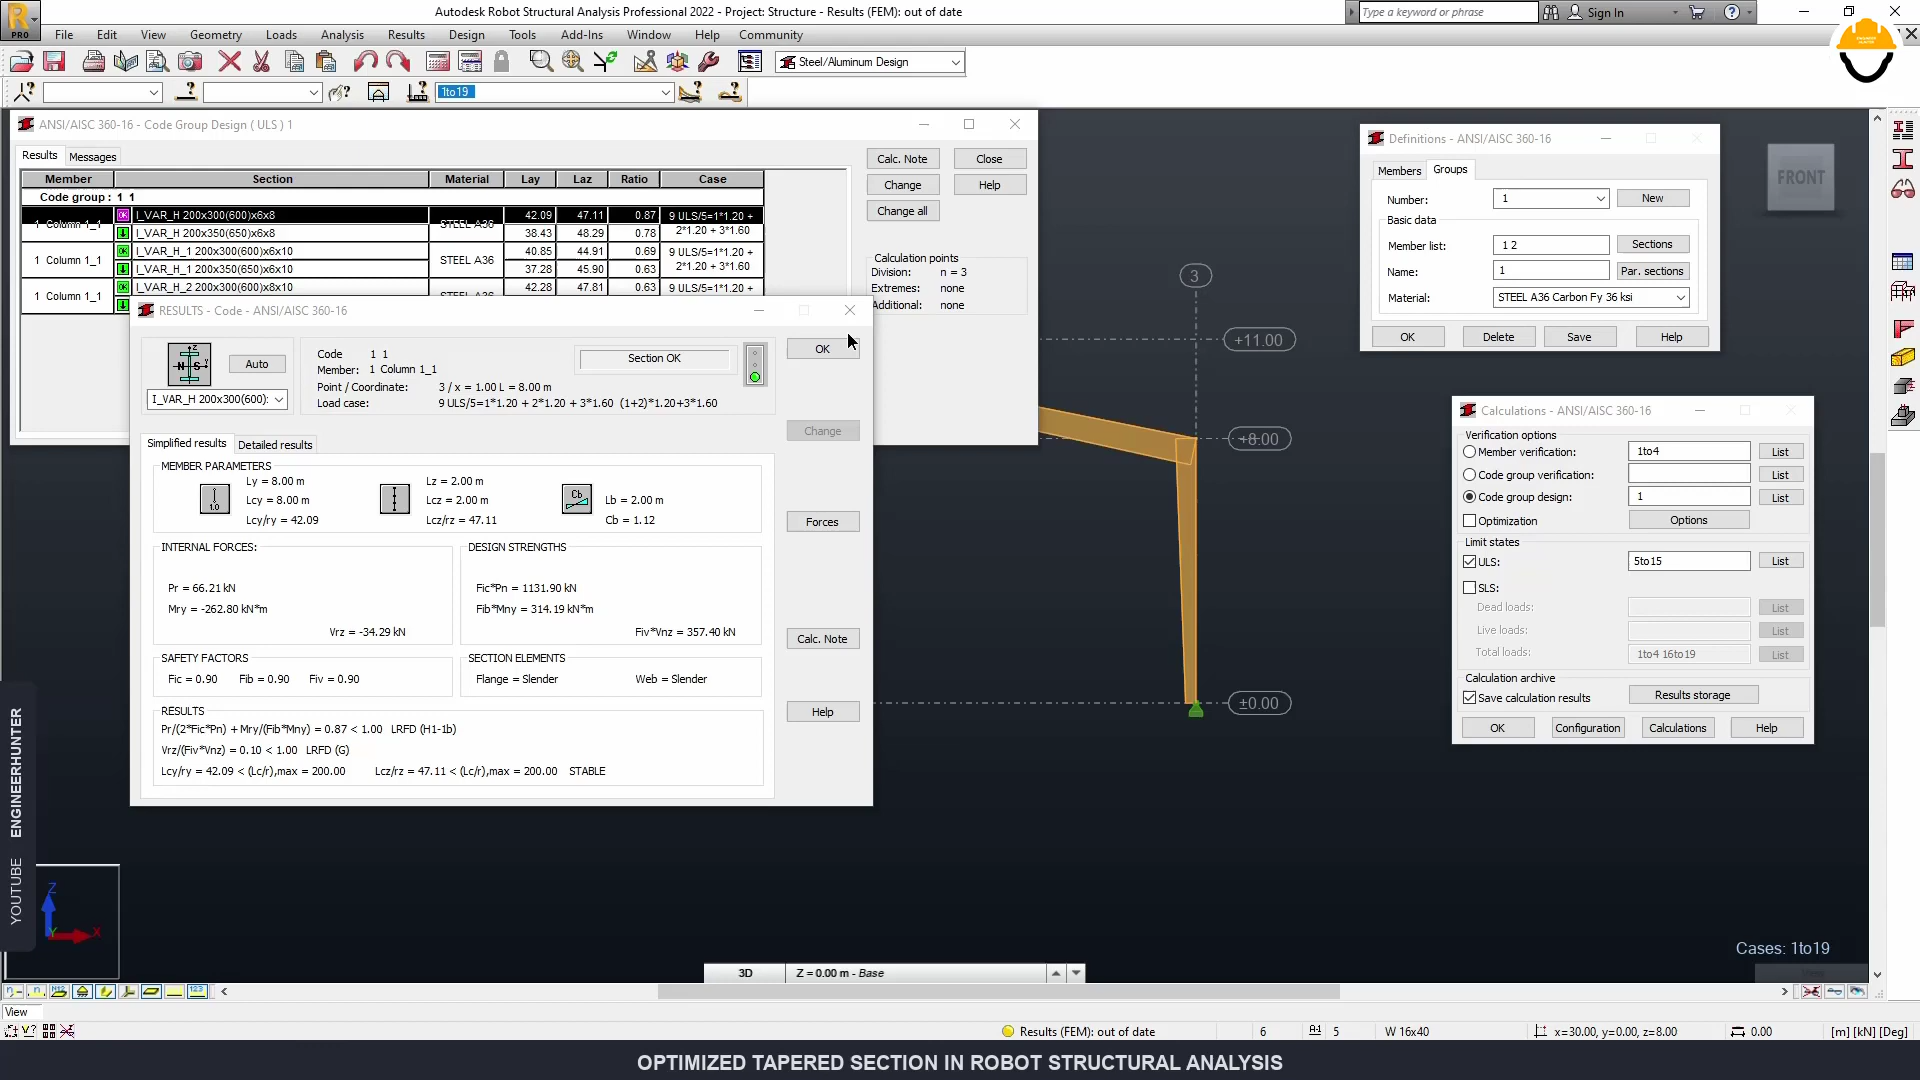 Autodesk Robot Structural Analysis Professional 2022 - Project: Structure - Results (FEM): out of date
Type a keyword or phrase
Sign In
PRO
File Edit View Geometry Loads Analysis Results Design Tools Add-Ins Window Help Community
Steel/Aluminum Design
1to19
ANSI/AISC 360-16 - Code Group Design ( ULS ) 1
Results Messages
Member Section Material Lay Laz Ratio Case
Code group : 1 1
1 Column 1_1 OK I_VAR_H 200x300(600)x6x8 STEEL A36 42.09 47.11 0.87 9 ULS/5=1*1.20 +
I_VAR_H 200x350(650)x6x8 38.43 48.29 0.78 2*1.20 + 3*1.60
1 Column 1_1 OK I_VAR_H_1 200x300(600)x6x10 STEEL A36 40.85 44.91 0.69 9 ULS/5=1*1.20 +
I_VAR_H_1 200x350(650)x6x10 37.28 45.90 0.63 2*1.20 + 3*1.60
1 Column 1_1 OK I_VAR_H_2 200x300(600)x8x10 STEEL A36 42.28 47.81 0.63 9 ULS/5=1*1.20 +
Calc. Note Close
Change Help
Change all
Calculation points
Division: n = 3
Extremes: none
Additional: none
RESULTS - Code - ANSI/AISC 360-16
Auto
I_VAR_H 200x300(600):
Code 1 1
Member: 1 Column 1_1
Point / Coordinate: 3 / x = 1.00 L = 8.00 m
Load case: 9 ULS/5=1*1.20 + 2*1.20 + 3*1.60 (1+2)*1.20+3*1.60
Section OK
OK
Change
Forces
Calc. Note
Help
Simplified results Detailed results
MEMBER PARAMETERS
Ly = 8.00 m Lz = 2.00 m
Lcy = 8.00 m Lcz = 2.00 m Lb = 2.00 m
Lcy/ry = 42.09 Lcz/rz = 47.11 Cb = 1.12
1.0
Cb
INTERNAL FORCES: DESIGN STRENGTHS
Pr = 66.21 kN Fic*Pn = 1131.90 kN
Mry = -262.80 kN*m Fib*Mny = 314.19 kN*m
Vrz = -34.29 kN Fiv*Vnz = 357.40 kN
SAFETY FACTORS SECTION ELEMENTS
Fic = 0.90 Fib = 0.90 Fiv = 0.90 Flange = Slender Web = Slender
RESULTS
Pr/(2*Fic*Pn) + Mry/(Fib*Mny) = 0.87 < 1.00 LRFD (H1-1b)
Vrz/(Fiv*Vnz) = 0.10 < 1.00 LRFD (G)
Lcy/ry = 42.09 < (Lc/r),max = 200.00 Lcz/rz = 47.11 < (Lc/r),max = 200.00 STABLE
3
+11.00
+8.00
±0.00
FRONT
Definitions - ANSI/AISC 360-16
Members Groups
Number: 1 New
Basic data
Member list: 1 2 Sections
Name: 1 Par. sections
Material: STEEL A36 Carbon Fy 36 ksi
OK Delete Save Help
Calculations - ANSI/AISC 360-16
Verification options
Member verification: 1to4 List
Code group verification: List
Code group design: 1 List
Optimization Options
Limit states
ULS: 5to15 List
SLS:
Dead loads: List
Live loads: List
Total loads: 1to4 16to19 List
Calculation archive
Save calculation results Results storage
OK Configuration Calculations Help
YOUTUBE ENGINEERHUNTER
Z
Y
X
Cases: 1to19
3D Z = 0.00 m - Base
View
Results (FEM): out of date 6 5 W 16x40 x=30.00, y=0.00, z=8.00 0.00 [m] [kN] [Deg]
OPTIMIZED TAPERED SECTION IN ROBOT STRUCTURAL ANALYSIS